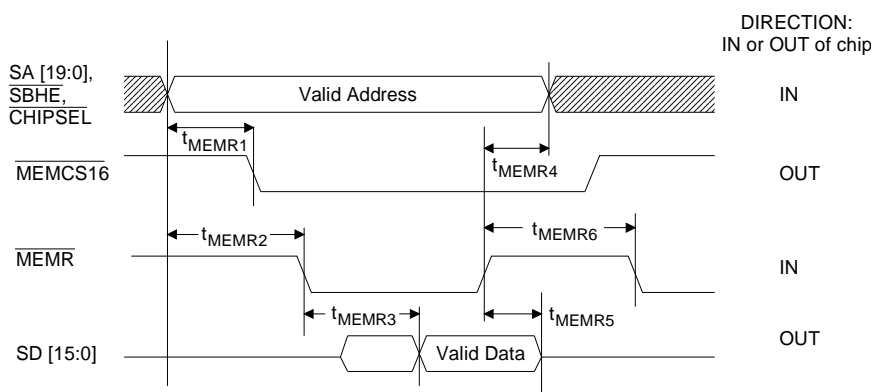 DIRECTION:
IN or OUT of chip
SA [19:0],
SBHE,
CHIPSEL
Valid Address
IN
tMEMR1
tMEMR4
MEMCS16
OUT
tMEMR2
tMEMR6
MEMR
IN
tMEMR3
tMEMR5
OUT
SD [15:0]
Valid Data